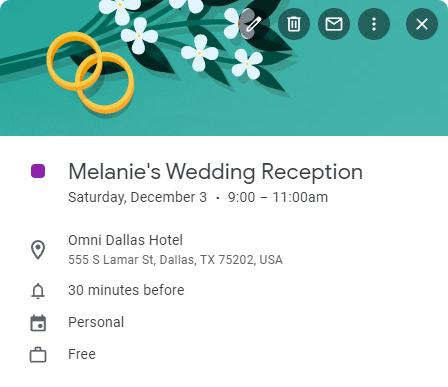 Melanie's Wedding Reception
Saturday, December 3 • 9:00 – 11:00am
Omni Dallas Hotel
555 S Lamar St, Dallas, TX 75202, USA
30 minutes before
Personal
Free